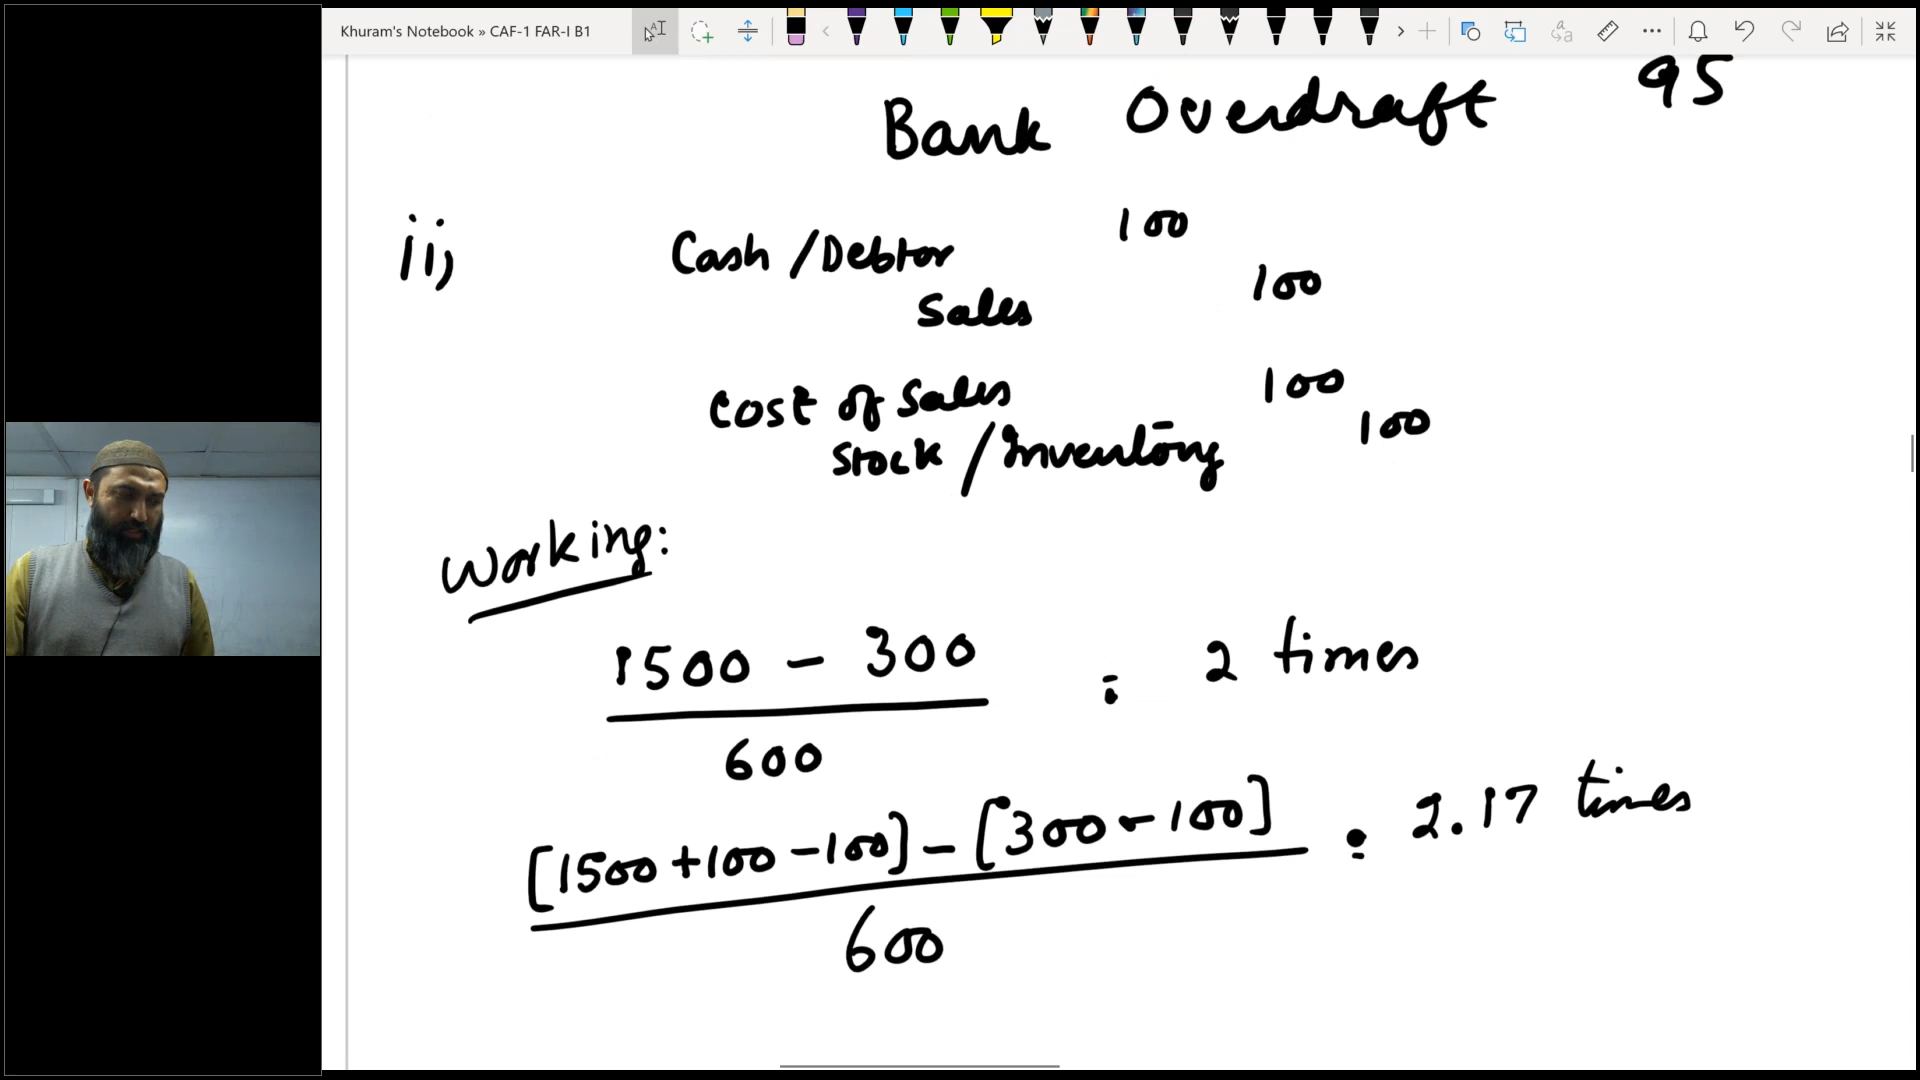 Khuram's Notebook » CAF-1 FAR-I B1
Bank Overdraft 95
ii) Cash / Debtor 100
Sales 100
Cost of Sales 100
Stock / Inventory 100
Working:
1500 - 300 = 2 times
600
[1500 + 100 - 100] - [300 - 100] = 2.17 times
600